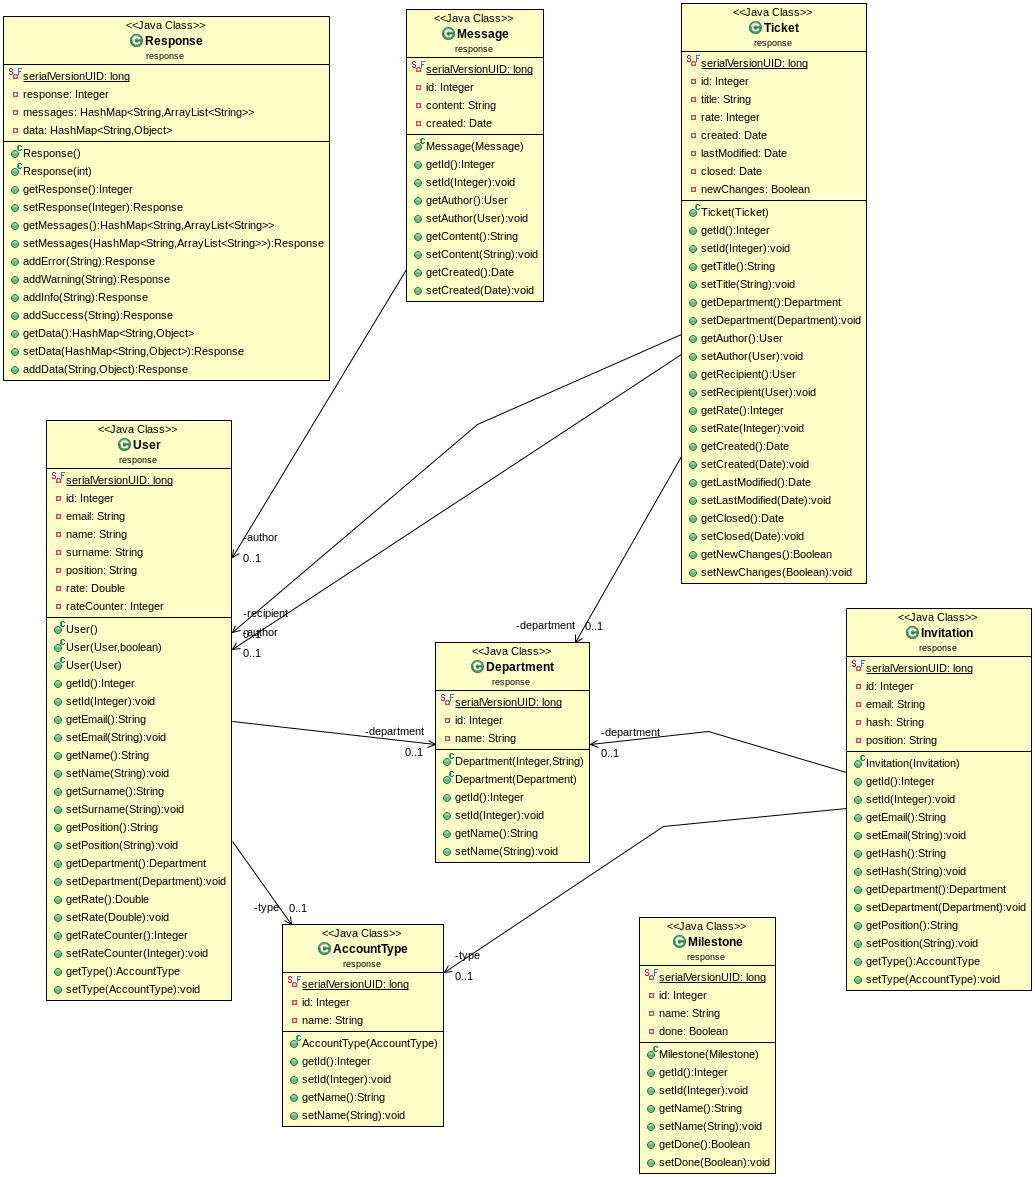 <<Java Class>>
Response
response
serialVersionUID: long
response: Integer
messages: HashMap<String,ArrayList<String>>
data: HashMap<String,Object>
Response()
Response(int)
getResponse():Integer
setResponse(Integer):Response
getMessages():HashMap<String,ArrayList<String>>
setMessages(HashMap<String,ArrayList<String>>):Response
addError(String):Response
addWarning(String):Response
addInfo(String):Response
addSuccess(String):Response
getData():HashMap<String,Object>
setData(HashMap<String,Object>):Response
addData(String,Object):Response
<<Java Class>>
Message
response
serialVersionUID: long
id: Integer
content: String
created: Date
Message(Message)
getId():Integer
setId(Integer):void
getAuthor():User
setAuthor(User):void
getContent():String
setContent(String):void
getCreated():Date
setCreated(Date):void
<<Java Class>>
Ticket
response
serialVersionUID: long
id: Integer
title: String
rate: Integer
created: Date
lastModified: Date
closed: Date
newChanges: Boolean
Ticket(Ticket)
getId():Integer
setId(Integer):void
getTitle():String
setTitle(String):void
getDepartment():Department
setDepartment(Department):void
getAuthor():User
setAuthor(User):void
getRecipient():User
setRecipient(User):void
getRate():Integer
setRate(Integer):void
getCreated():Date
setCreated(Date):void
getLastModified():Date
setLastModified(Date):void
getClosed():Date
setClosed(Date):void
getNewChanges():Boolean
setNewChanges(Boolean):void
<<Java Class>>
User
response
serialVersionUID: long
id: Integer
email: String
name: String
surname: String
position: String
rate: Double
rateCounter: Integer
User()
User(User,boolean)
User(User)
getId():Integer
setId(Integer):void
getEmail():String
setEmail(String):void
getName():String
setName(String):void
getSurname():String
setSurname(String):void
getPosition():String
setPosition(String):void
getDepartment():Department
setDepartment(Department):void
getRate():Double
setRate(Double):void
getRateCounter():Integer
setRateCounter(Integer):void
getType():AccountType
setType(AccountType):void
-author
0..1
-recipient
0..1
-author
0..1
-department
0..1
-department
0..1
-department
0..1
-type
0..1
-type
0..1
<<Java Class>>
Department
response
serialVersionUID: long
id: Integer
name: String
Department(Integer,String)
Department(Department)
getId():Integer
setId(Integer):void
getName():String
setName(String):void
<<Java Class>>
Invitation
response
serialVersionUID: long
id: Integer
email: String
hash: String
position: String
Invitation(Invitation)
getId():Integer
setId(Integer):void
getEmail():String
setEmail(String):void
getHash():String
setHash(String):void
getDepartment():Department
setDepartment(Department):void
getPosition():String
setPosition(String):void
getType():AccountType
setType(AccountType):void
<<Java Class>>
AccountType
response
serialVersionUID: long
id: Integer
name: String
AccountType(AccountType)
getId():Integer
setId(Integer):void
getName():String
setName(String):void
<<Java Class>>
Milestone
response
serialVersionUID: long
id: Integer
name: String
done: Boolean
Milestone(Milestone)
getId():Integer
setId(Integer):void
getName():String
setName(String):void
getDone():Boolean
setDone(Boolean):void